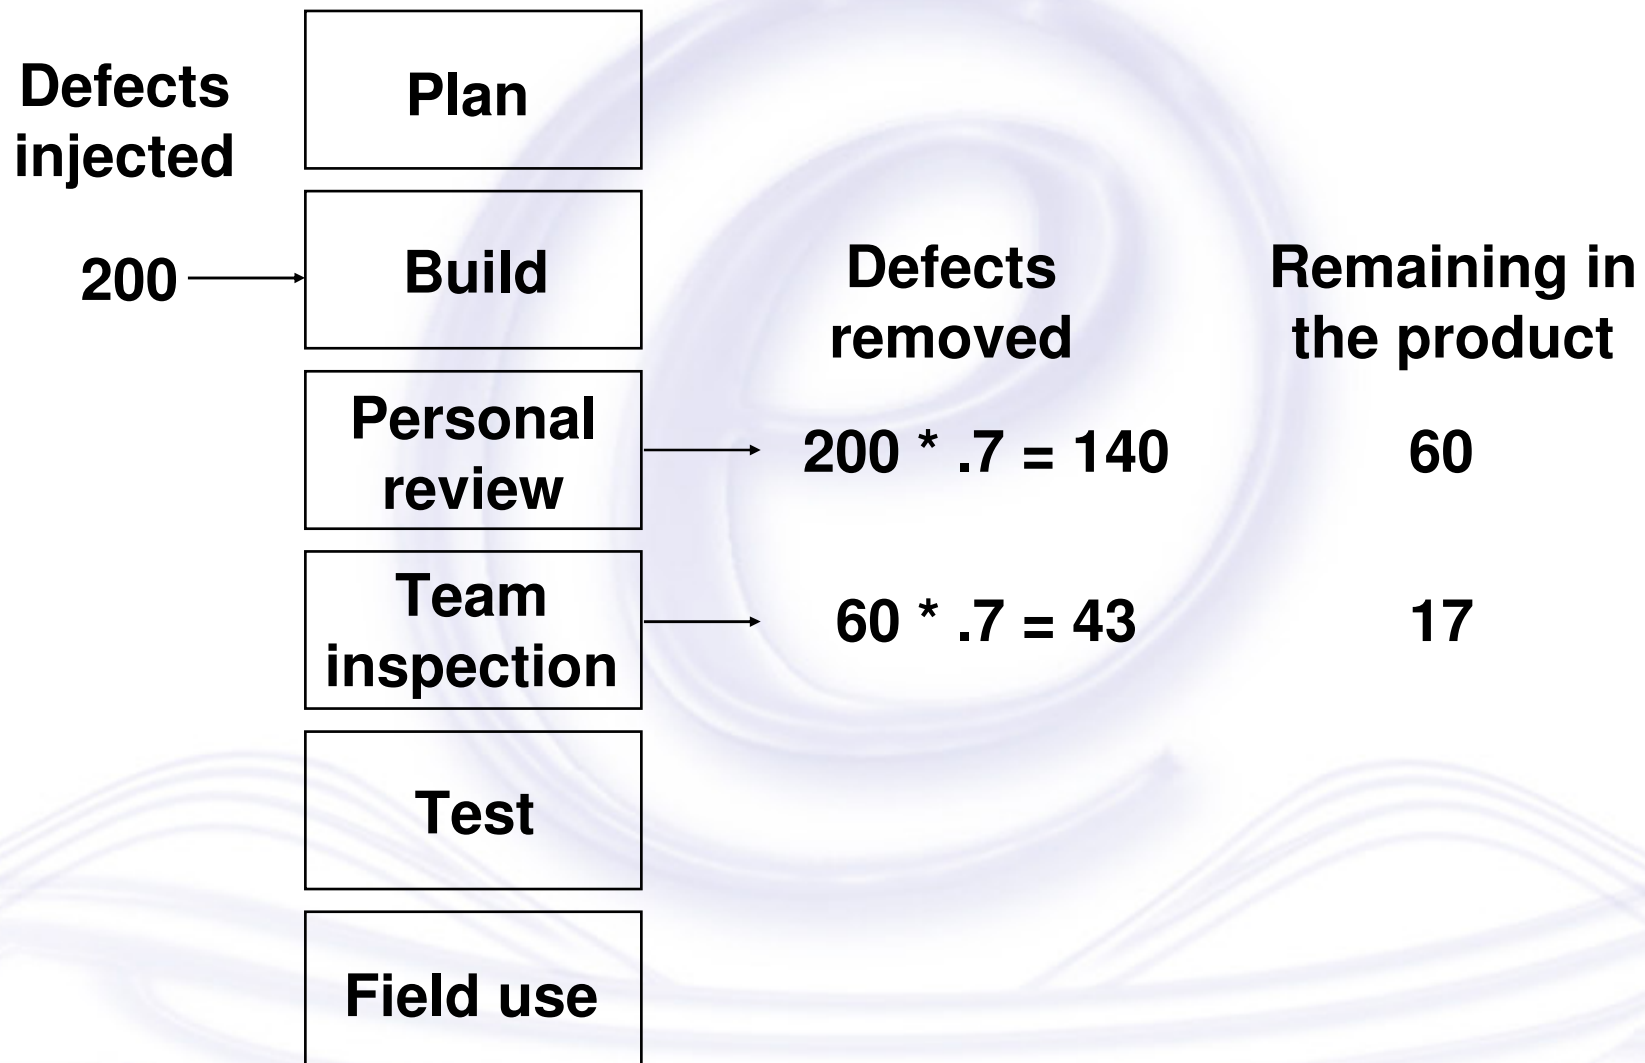 Plan
Defects
injected
200
Build
Defects
removed
Remaining in
the product
Personal
review
200 * .7 = 140
60
Team
inspection
60 * .7 = 43
17
Test
Field use